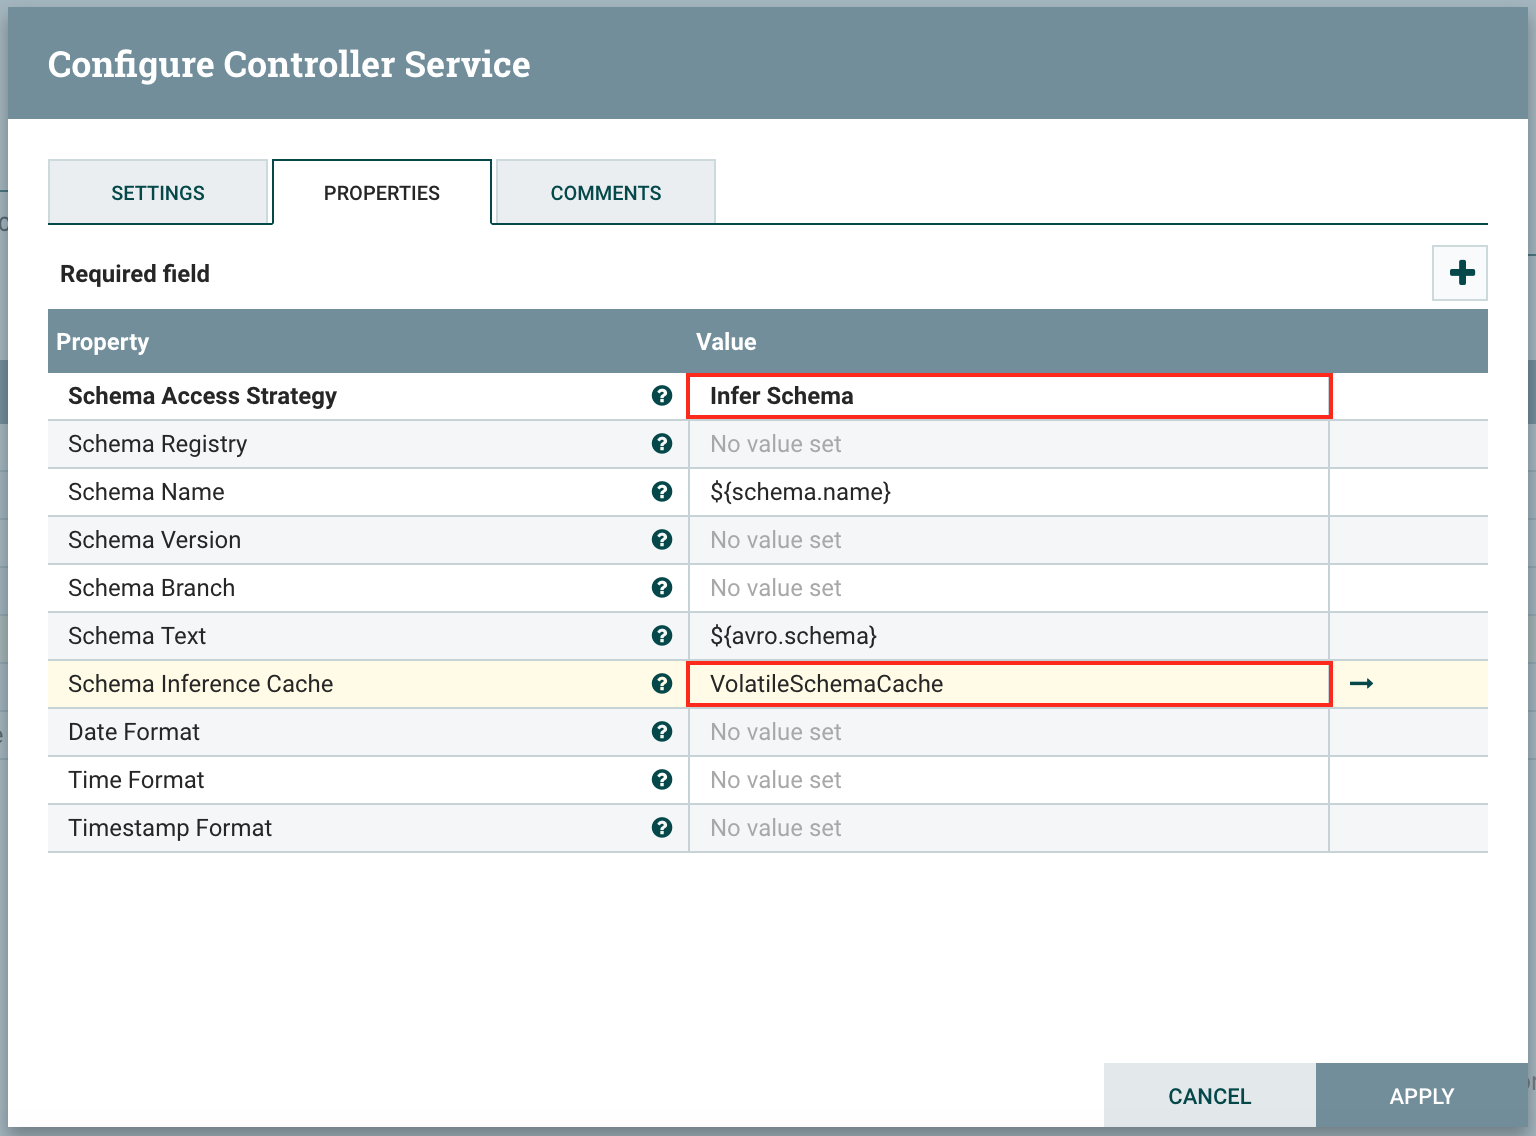 Configure Controller Service
SETTINGS PROPERTIES COMMENTS
Required field
Property Value
Schema Access Strategy Infer Schema
Schema Registry No value set
Schema Name ${schema.name}
Schema Version No value set
Schema Branch No value set
Schema Text ${avro.schema}
Schema Inference Cache VolatileSchemaCache
Date Format No value set
Time Format No value set
Timestamp Format No value set
CANCEL APPLY